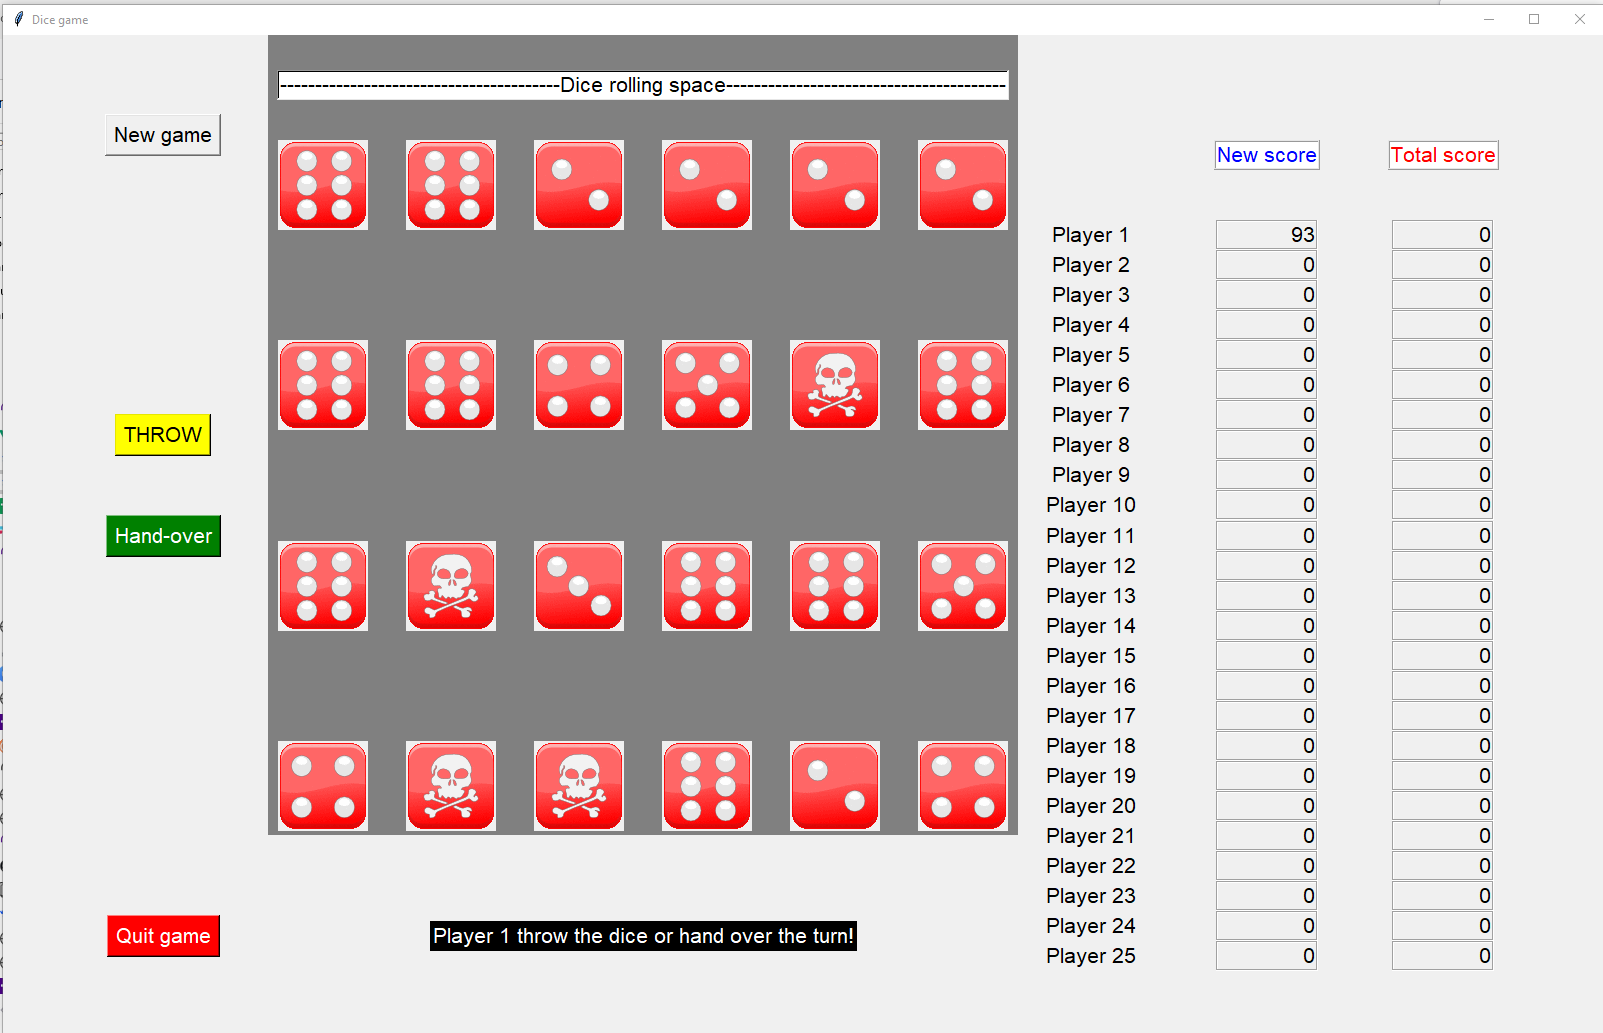 Dice game
----------------------------------------Dice rolling space----------------------------------------
New game
New score Total score
Player 1 93 0
Player 2 0 0
Player 3 0 0
Player 4 0 0
Player 5 0 0
Player 6 0 0
Player 7 0 0
THROW
Player 8 0 0
Player 9 0 0
Player 10 0 0
Hand-over
Player 11 0 0
Player 12 0 0
Player 13 0 0
Player 14 0 0
Player 15 0 0
Player 16 0 0
Player 17 0 0
Player 18 0 0
Player 19 0 0
Player 20 0 0
Player 21 0 0
Player 22 0 0
Player 23 0 0
Player 24 0 0
Quit game
Player 1 throw the dice or hand over the turn!
Player 25 0 0